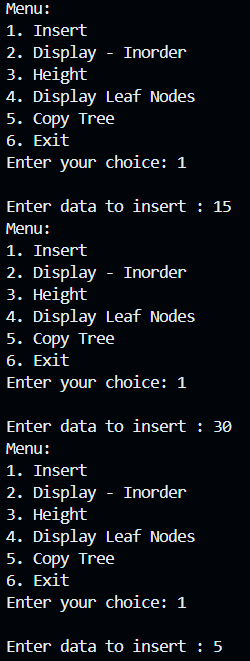 Menu:
1. Insert
2. Display - Inorder
3. Height
4. Display Leaf Nodes
5. Copy Tree
6. Exit
Enter your choice: 1

Enter data to insert : 15
Menu:
1. Insert
2. Display - Inorder
3. Height
4. Display Leaf Nodes
5. Copy Tree
6. Exit
Enter your choice: 1

Enter data to insert : 30
Menu:
1. Insert
2. Display - Inorder
3. Height
4. Display Leaf Nodes
5. Copy Tree
6. Exit
Enter your choice: 1

Enter data to insert : 5